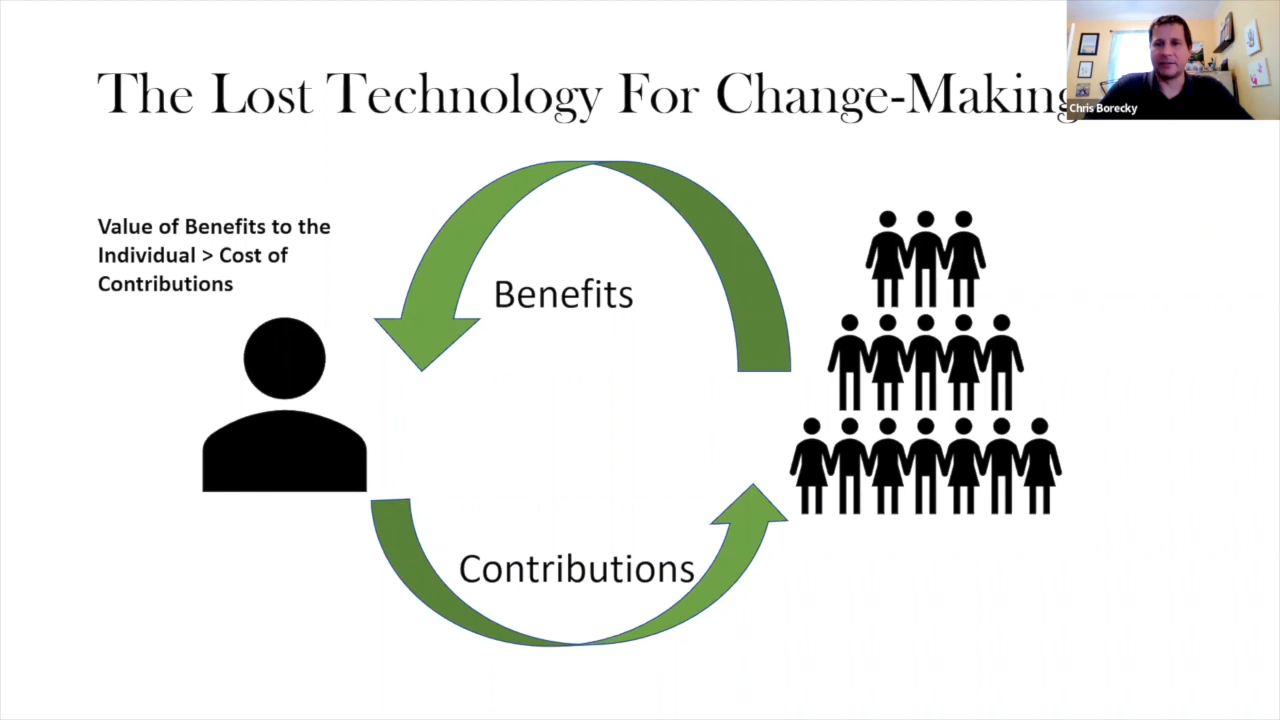 The Lost Technology For Change-Making
Chris Borecky
Value of Benefits to the
Individual > Cost of
Contributions
Benefits
Contributions